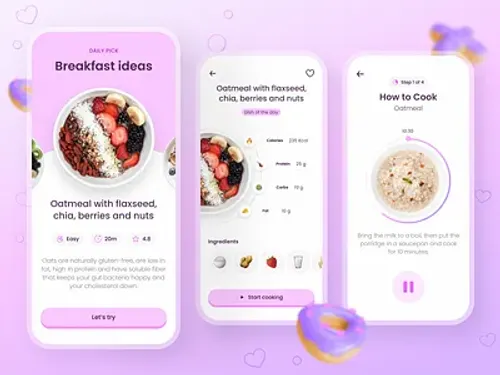 DAILY PICK
Breakfast ideas
Oatmeal with flaxseed,
chia, berries and nuts
Easy
20m
4.8
Oats are naturally gluten-free, are low in
fat, high in protein and have soluble fiber
that keeps your gut bacteria happy and
your cholesterol down.
Let's try
Oatmeal with flaxseed,
chia, berries and nuts
Dish of the day
Calories
Protein 25 g
Carbs 19 g
Fat 10 g
Ingredients
Start cooking
Step 1 of 4
How to Cook
Oatmeal
10:30
Bring the milk to a boil, then put the
porridge in a saucepan and cook
for 10 minutes.